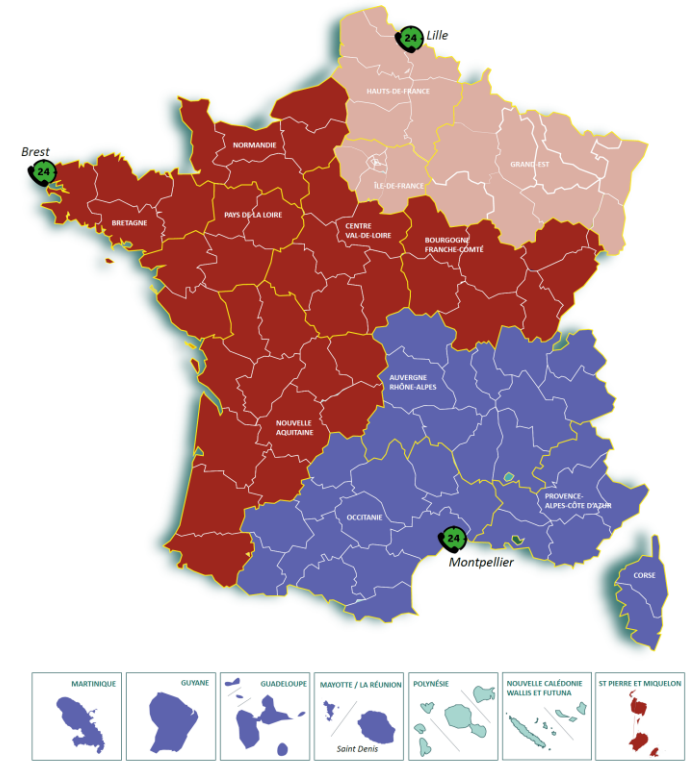 24
Lille
HAUTS-DE-FRANCE
NORMANDIE
Brest
24
GRAND-EST
ÎLE-DE-FRANCE
PAYS DE LA LOIRE
BRETAGNE
CENTRE
VAL-DE-LOIRE
BOURGOGNE
FRANCHE-COMTÉ
AUVERGNE
RHÔNE-ALPES
NOUVELLE
AQUITAINE
PROVENCE-
ALPES-CÔTE D'AZUR
OCCITANIE
24
Montpellier
CORSE
MARTINIQUE
GUYANE
GUADELOUPE
MAYOTTE / LA RÉUNION
Saint Denis
POLYNÉSIE
NOUVELLE CALÉDONIE
WALLIS ET FUTUNA
ST PIERRE ET MIQUELON